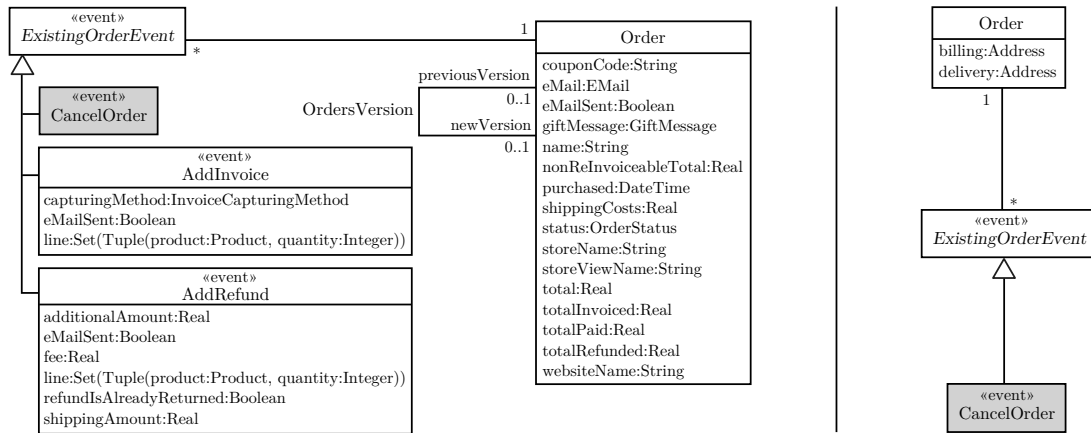 «event»
ExistingOrderEvent
*
1
«event»
CancelOrder
«event»
AddInvoice
capturingMethod:InvoiceCapturingMethod
eMailSent:Boolean
line:Set(Tuple(product:Product, quantity:Integer))
«event»
AddRefund
additionalAmount:Real
eMailSent:Boolean
fee:Real
line:Set(Tuple(product:Product, quantity:Integer))
refundIsAlreadyReturned:Boolean
shippingAmount:Real
OrdersVersion
previousVersion
0..1
newVersion
0..1
Order
couponCode:String
eMail:EMail
eMailSent:Boolean
giftMessage:GiftMessage
name:String
nonReInvoiceableTotal:Real
purchased:DateTime
shippingCosts:Real
status:OrderStatus
storeName:String
storeViewName:String
total:Real
totalInvoiced:Real
totalPaid:Real
totalRefunded:Real
websiteName:String
Order
billing:Address
delivery:Address
1
*
«event»
ExistingOrderEvent
«event»
CancelOrder